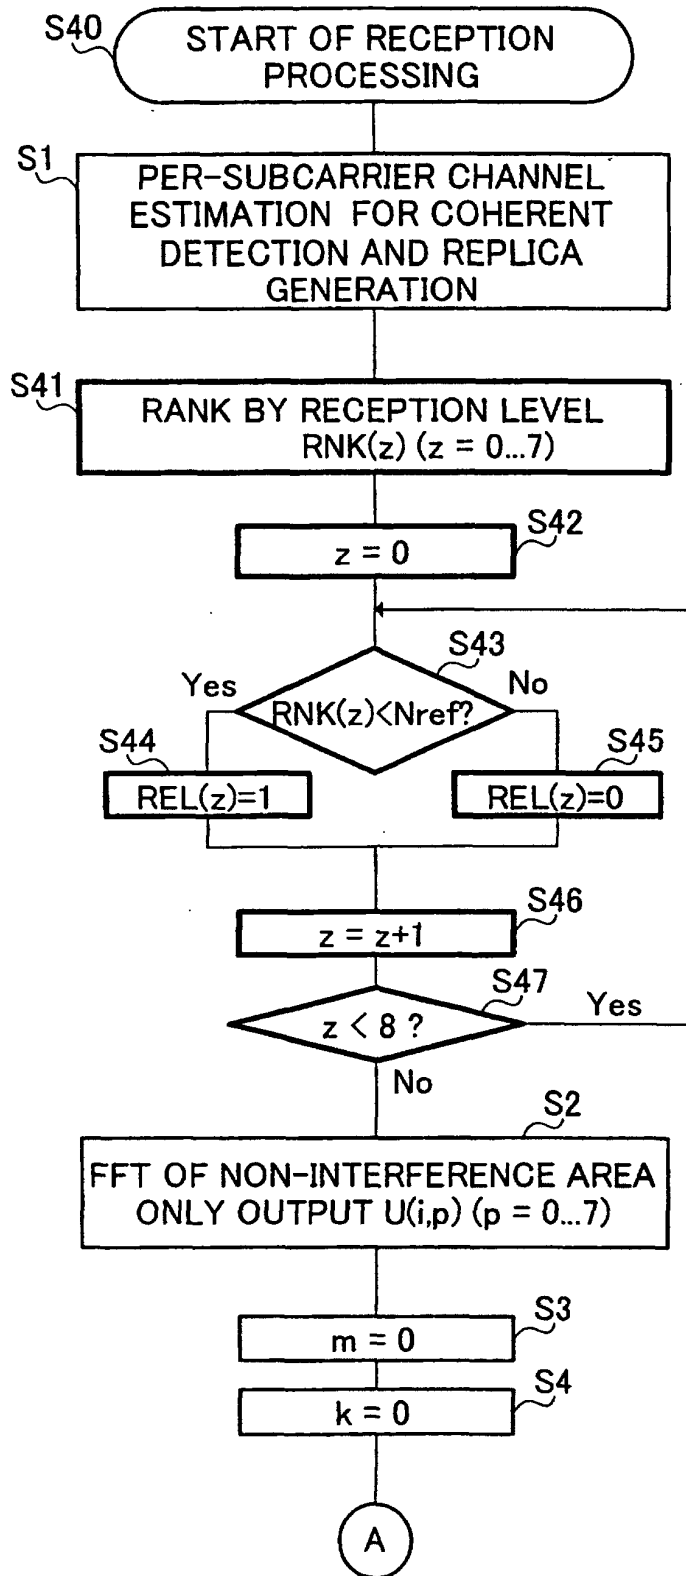 S40
START OF RECEPTION
PROCESSING
S1
PER-SUBCARRIER CHANNEL
ESTIMATION FOR COHERENT
DETECTION AND REPLICA
GENERATION
S41
RANK BY RECEPTION LEVEL
RNK(z) (z = 0...7)
S42
z = 0
S43
Yes
No
RNK(z)<Nref?
S44
REL(z)=1
S45
REL(z)=0
S46
z = z+1
S47
z < 8 ?
Yes
No
S2
FFT OF NON-INTERFERENCE AREA
ONLY OUTPUT U(i,p) (p = 0...7)
S3
m = 0
S4
k = 0
A